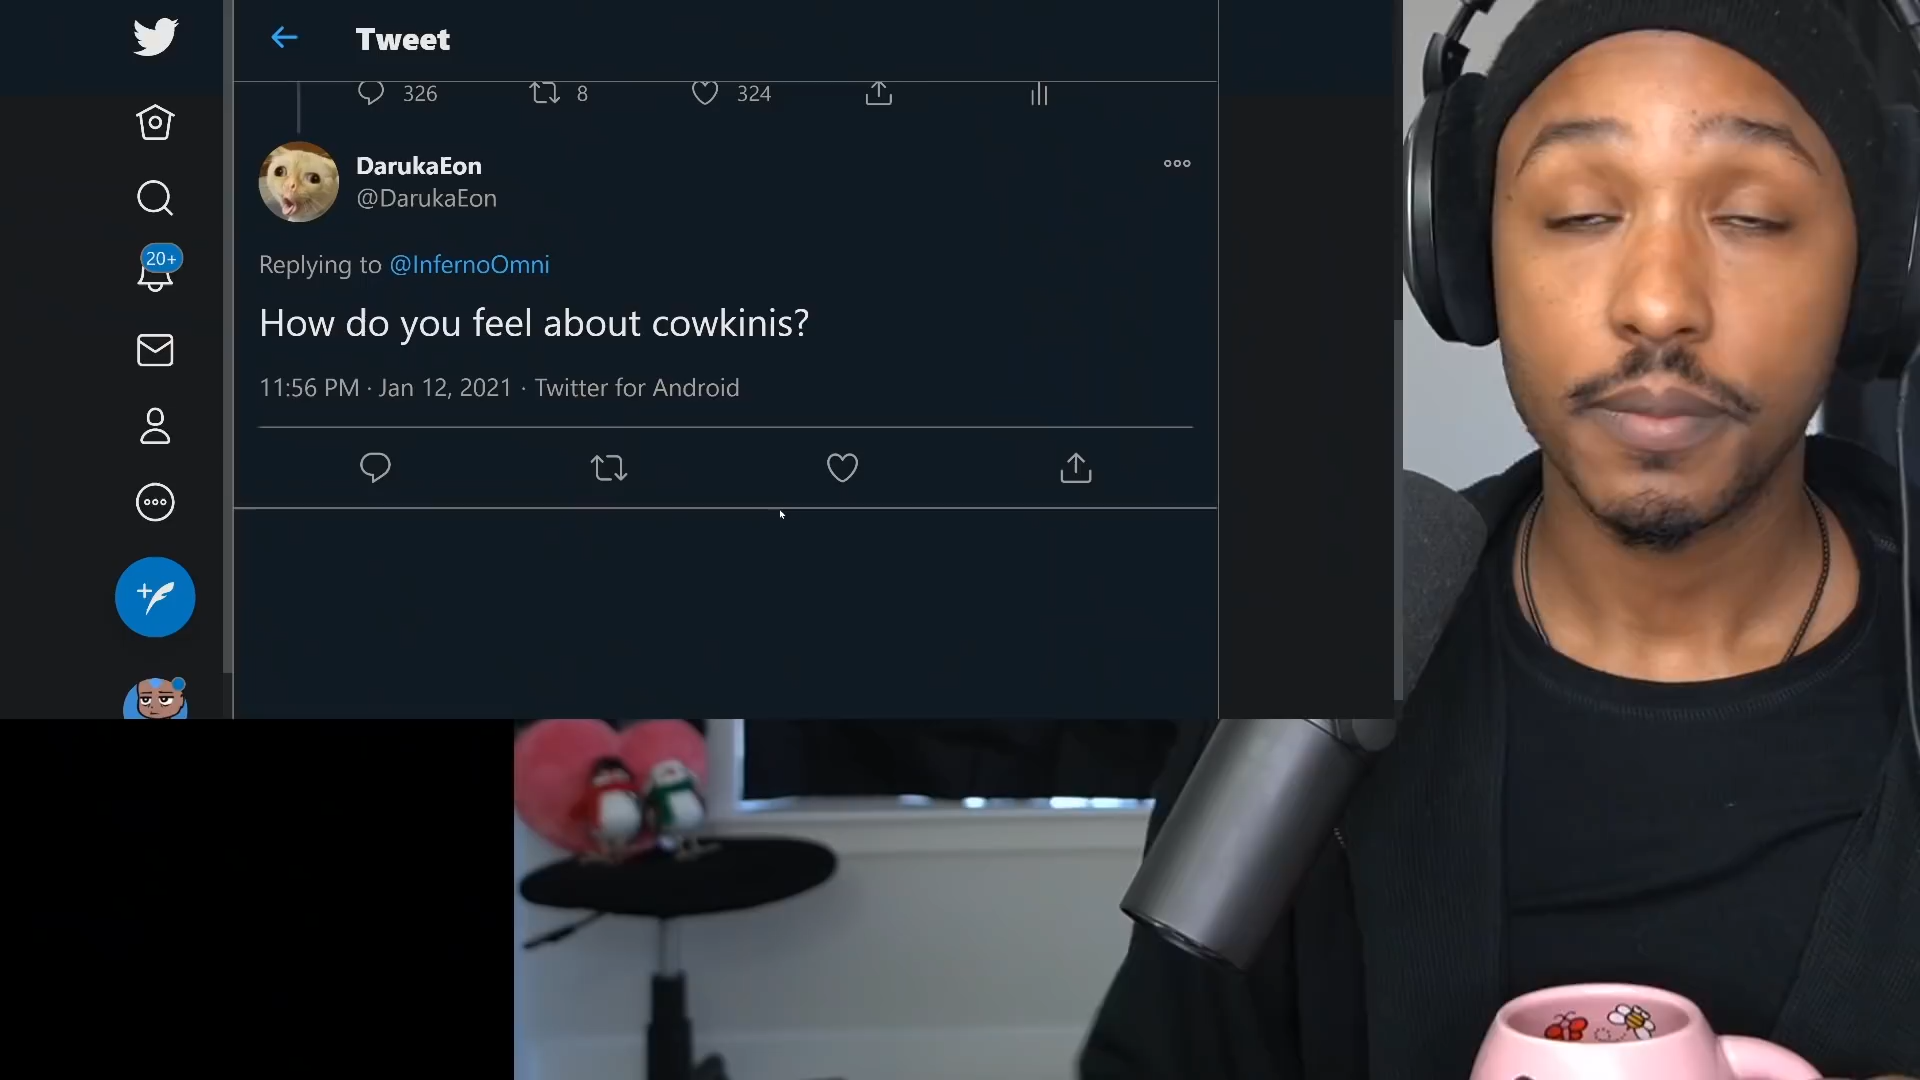 Tweet
326 8 324
DarukaEon
@DarukaEon
20+
Replying to @InfernoOmni
How do you feel about cowkinis?
11:56 PM · Jan 12, 2021 · Twitter for Android